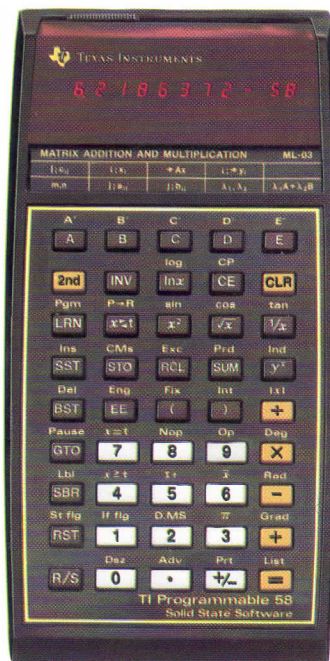 TEXAS INSTRUMENTS
6.2186372-58
MATRIX ADDITION AND MULTIPLICATION ML-03
→Ax
m,n
A' B' C' D' E'
A B C D E
log CP
2nd INV lnx CE CLR
Pgm P→R sin cos tan
LRN x⇄t x² √x 1/x
Ins CMs Exc Prd Ind
SST STO RCL SUM yˣ
Del Eng Fix Int |x|
BST EE ( ) ÷
Pause x=t Nop Op Deg
GTO 7 8 9 ×
Lbl x≥t Σ+ x̄ Rad
SBR 4 5 6 −
St flg If flg D.MS π Grad
RST 1 2 3 +
Dsz Adv Prt List
R/S 0 . +/− =
TI Programmable 58
Solid State Software